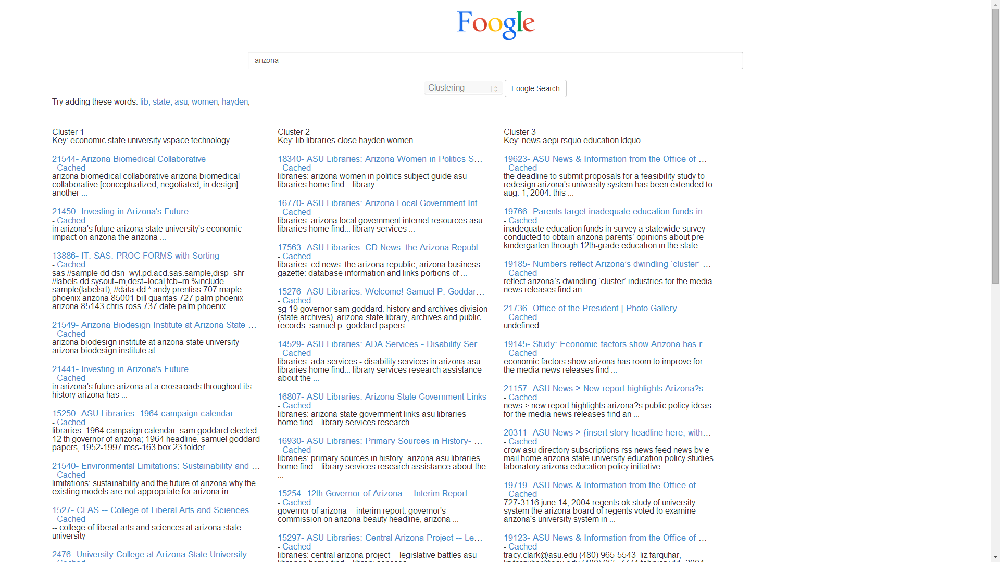 Foogle
arizona
Clustering
Foogle Search
Try adding these words: lib; state; asu; women; hayden;
Cluster 1
Key: economic state university vspace technology
21544- Arizona Biomedical Collaborative
- Cached
arizona biomedical collaborative arizona biomedical
collaborative [conceptualized; negotiated; in design]
another ...
21450- Investing in Arizona's Future
- Cached
in arizona's future arizona state university's economic
impact on arizona the arizona ...
13886- IT: SAS: PROC FORMS with Sorting
- Cached
sas //sample dd dsn=wyl.pd.acd.sas.sample,disp=shr
//labels dd sysout=m,dest=local,fcb=m %include
sample(labelsrt); //data dd * andy prentiss 707 maple
phoenix arizona 85001 bill quantas 727 palm phoenix
arizona 85143 chris ross 737 date palm phoenix ...
21549- Arizona Biodesign Institute at Arizona State ...
- Cached
arizona biodesign institute at arizona state university
arizona biodesign institute at ...
21441- Investing in Arizona's Future
- Cached
in arizona's future arizona at a crossroads throughout its
history arizona has ...
15250- ASU Libraries: 1964 campaign calendar.
- Cached
libraries: 1964 campaign calendar. sam goddard elected
12 th governor of arizona; 1964 headline. samuel goddard
papers, 1952-1997 mss-163 box 23 folder ...
21540- Environmental Limitations: Sustainability and ...
- Cached
limitations: sustainability and the future of arizona why the
existing models are not appropriate for arizona in ...
1527- CLAS -- College of Liberal Arts and Sciences ...
- Cached
-- college of liberal arts and sciences at arizona state
university
2476- University College at Arizona State University
- Cached
Cluster 2
Key: lib libraries close hayden women
18340- ASU Libraries: Arizona Women in Politics S...
- Cached
libraries: arizona women in politics subject guide asu
libraries home find... library ...
16770- ASU Libraries: Arizona Local Government Int...
- Cached
libraries: arizona local government internet resources asu
libraries home find... library services ...
17563- ASU Libraries: CD News: the Arizona Republ...
- Cached
libraries: cd news: the arizona republic, arizona business
gazette: database information and links portions of ...
15276- ASU Libraries: Welcome! Samuel P. Goddar...
- Cached
sg 19 governor sam goddard. history and archives division
(state archives), arizona state library, archives and public
records. samuel p. goddard papers ...
14529- ASU Libraries: ADA Services - Disability Ser...
- Cached
libraries: ada services - disability services in arizona asu
libraries home find... library services research assistance
about the ...
16807- ASU Libraries: Arizona State Government Links
- Cached
libraries: arizona state government links asu libraries
home find... library services research ...
16930- ASU Libraries: Primary Sources in History- ...
- Cached
libraries: primary sources in history- arizona asu libraries
home find... library services research assistance about the
...
15254- 12th Governor of Arizona -- Interim Report: ...
- Cached
governor of arizona -- interim report: governor's
commission on arizona beauty headline, arizona ...
15297- ASU Libraries: Central Arizona Project -- Le...
- Cached
libraries: central arizona project -- legislative battles asu
libraries home find... library services
Cluster 3
Key: news aepi rsquo education ldquo
19623- ASU News & Information from the Office of ...
- Cached
the deadline to submit proposals for a feasibility study to
redesign arizona's university system has been extended to
aug. 1, 2004. this ...
19766- Parents target inadequate education funds in...
- Cached
inadequate education funds in survey a statewide survey
conducted to obtain arizona parents’ opinions about pre-
kindergarten through 12th-grade education in the state ...
19185- Numbers reflect Arizona’s dwindling ‘cluster’ ...
- Cached
reflect arizona’s dwindling ‘cluster’ industries for the media
news releases find an ...
21736- Office of the President | Photo Gallery
- Cached
undefined
19145- Study: Economic factors show Arizona has r...
- Cached
economic factors show arizona has room to improve for
the media news releases find ...
21157- ASU News > New report highlights Arizona?s...
- Cached
news > new report highlights arizona?s public policy ideas
for the media news releases find an ...
20311- ASU News > {insert story headline here, with...
- Cached
crow asu directory subscriptions rss news feed news by e-
mail home arizona state university education policy studies
laboratory arizona education policy initiative ...
19719- ASU News & Information from the Office of ...
- Cached
727-3116 june 14, 2004 regents ok study of university
system the arizona board of regents voted to examine
arizona's university system in ...
19123- ASU News & Information from the Office of ...
- Cached
tracy.clark@asu.edu (480) 965-5543 liz farquhar,
liz.farquhar@asu.edu (480) 965-7774 february 11, 2004